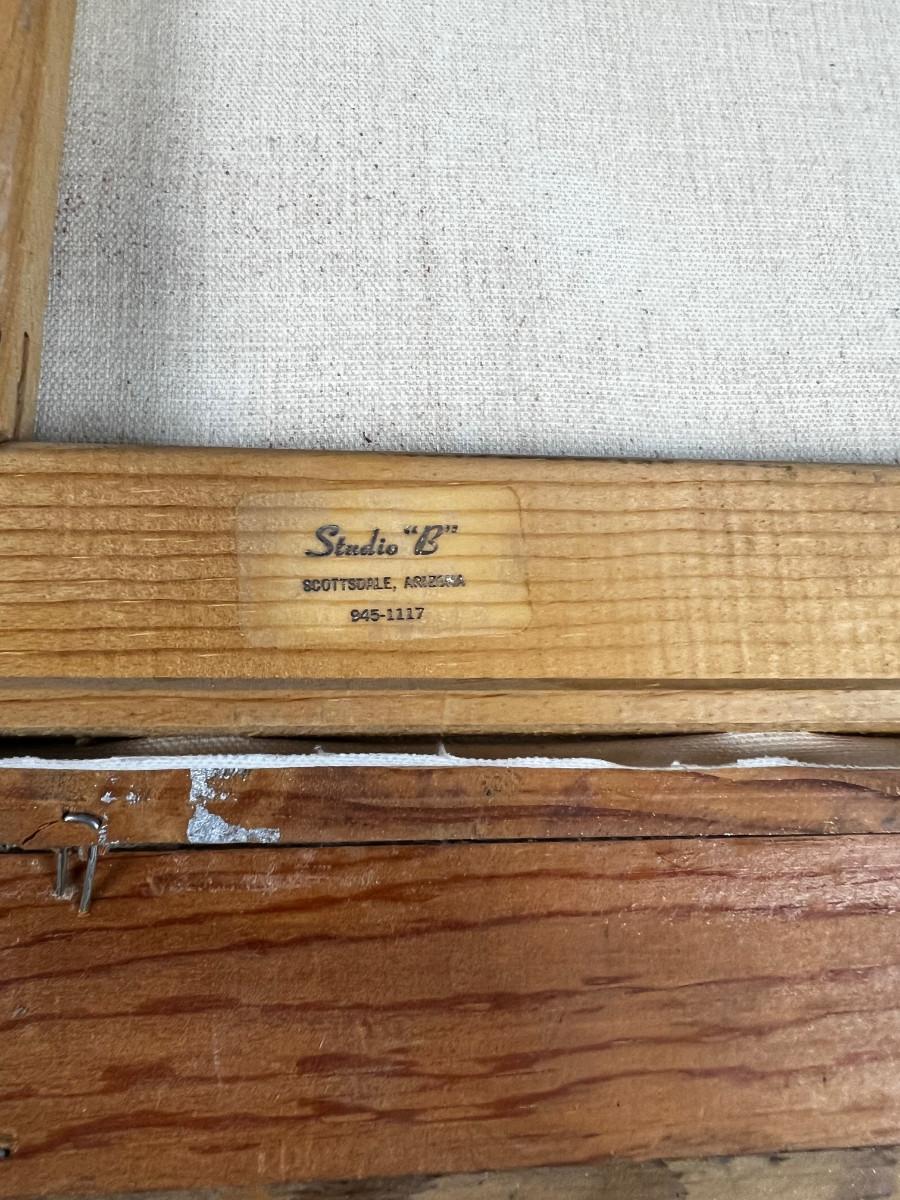 Studio “B”
SCOTTSDALE, ARIZONA
945-1117